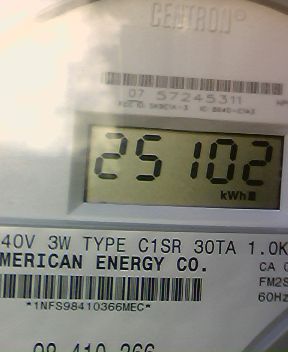 CENTRON®
07 57245311
25102
kWh
40V 3W TYPE C1SR 30TA 1.0K
MERICAN ENERGY CO.
CA
FM2S
60Hz
*1NFS98410366MEC*